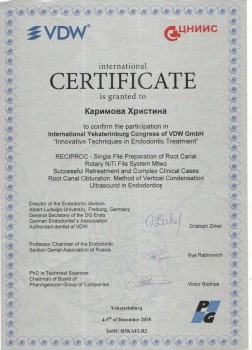 VDW®
ЦНИИС
international
CERTIFICATE
is granted to
Каримова Христина
to confirm the participation in
International Yekaterinburg Congress of VDW GmbH
"Innovative Techniques in Endodontic Treatment"
RECIPROC - Single File Preparation of Root Canal
Rotary NiTi File System Mtwo
Successful Retreatment and Complex Clinical Cases
Root Canal Obturation: Method of Vertical Condensation
Ultrasound in Endodontics
Director of the Endodontic division
Albert-Ludwig University, Freiburg, Germany
General Secretary of the DG Endo
German Endodontist's Association
Authorized dentist of VDW
Cristoph Zirkel
Professor Chairman of the Endodontic
Section Dental Association of Russia
Ilya Rabinovich
PhD in Technical Sciences
Chairman of Board of
Pharmgeocom Group of Companies
Victor Bodnya
Yekaterinburg
4-5th of December 2010